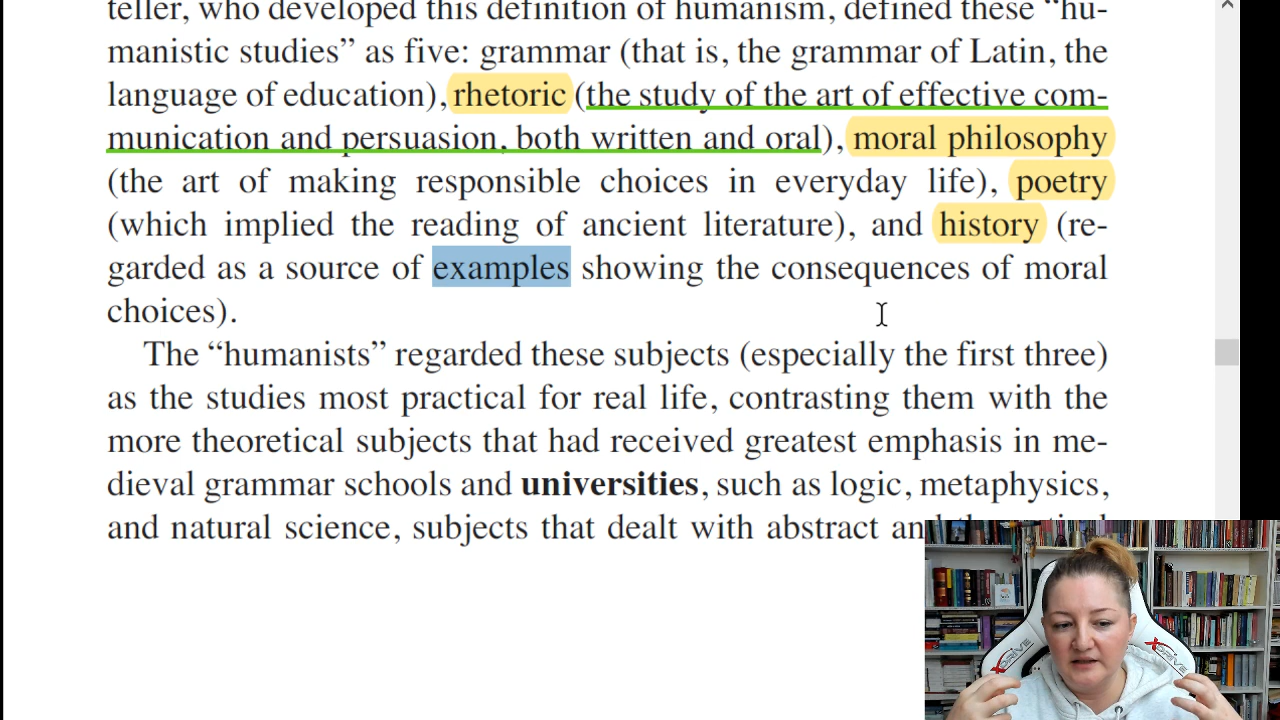 teller, who developed this definition of humanism, defined these “hu-
manistic studies” as five: grammar (that is, the grammar of Latin, the
language of education), rhetoric (the study of the art of effective com-
munication and persuasion, both written and oral), moral philosophy
(the art of making responsible choices in everyday life), poetry
(which implied the reading of ancient literature), and history (re-
garded as a source of examples showing the consequences of moral
choices).
The “humanists” regarded these subjects (especially the first three)
as the studies most practical for real life, contrasting them with the
more theoretical subjects that had received greatest emphasis in me-
dieval grammar schools and universities, such as logic, metaphysics,
and natural science, subjects that dealt with abstract
XDRIVE
XDRIVE